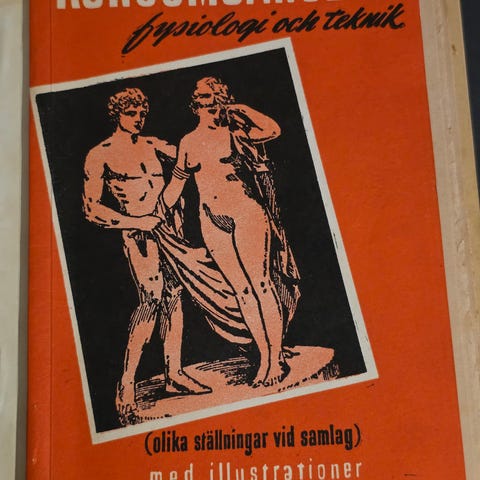 fysiologi och teknik
(olika ställningar vid samlag)
med illustrationer